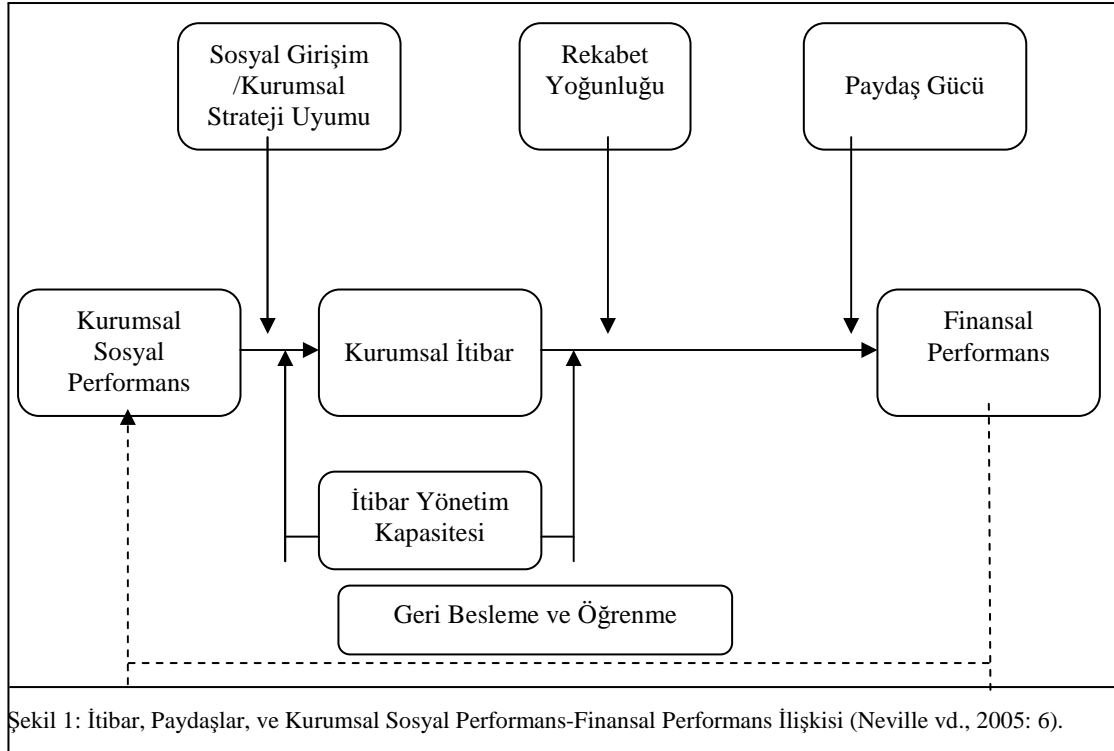 Sosyal Girişim
/Kurumsal
Strateji Uyumu
Rekabet
Yoğunluğu
Paydaş Gücü
Kurumsal
Sosyal
Performans
Kurumsal İtibar
Finansal
Performans
İtibar Yönetim
Kapasitesi
Geri Besleme ve Öğrenme
Şekil 1: İtibar, Paydaşlar, ve Kurumsal Sosyal Performans-Finansal Performans İlişkisi (Neville vd., 2005: 6).